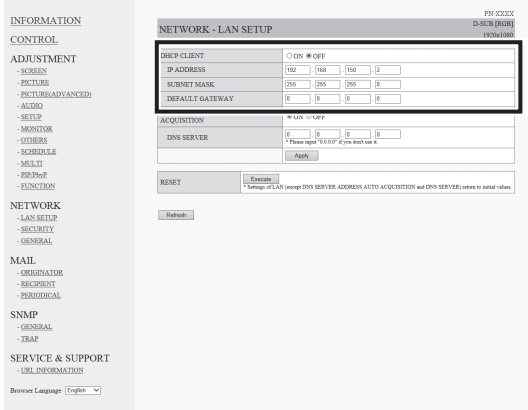 PN-XXXX
INFORMATION
CONTROL
ADJUSTMENT
- SCREEN
- PICTURE
- PICTURE(ADVANCED)
- AUDIO
- SETUP
- MONITOR
- OTHERS
- SCHEDULE
- MULTI
- PIP/PbyP
- FUNCTION
NETWORK
- LAN SETUP
- SECURITY
- GENERAL
MAIL
- ORIGINATOR
- RECIPIENT
- PERIODICAL
SNMP
- GENERAL
- TRAP
SERVICE & SUPPORT
- URL INFORMATION
Browser Language English
NETWORK - LAN SETUP
D-SUB [RGB]
1920x1080
DHCP CLIENT ON OFF
IP ADDRESS 192 . 168 . 150 . 2
SUBNET MASK 255 . 255 . 255 . 0
DEFAULT GATEWAY 0 . 0 . 0 . 0
ACQUISITION ON OFF
DNS SERVER 0 . 0 . 0 . 0
* Please input "0.0.0.0" if you don't use it.
Apply
RESET Execute
* Settings of LAN (except DNS SERVER ADDRESS AUTO ACQUISITION and DNS SERVER) return to initial values.
Refresh